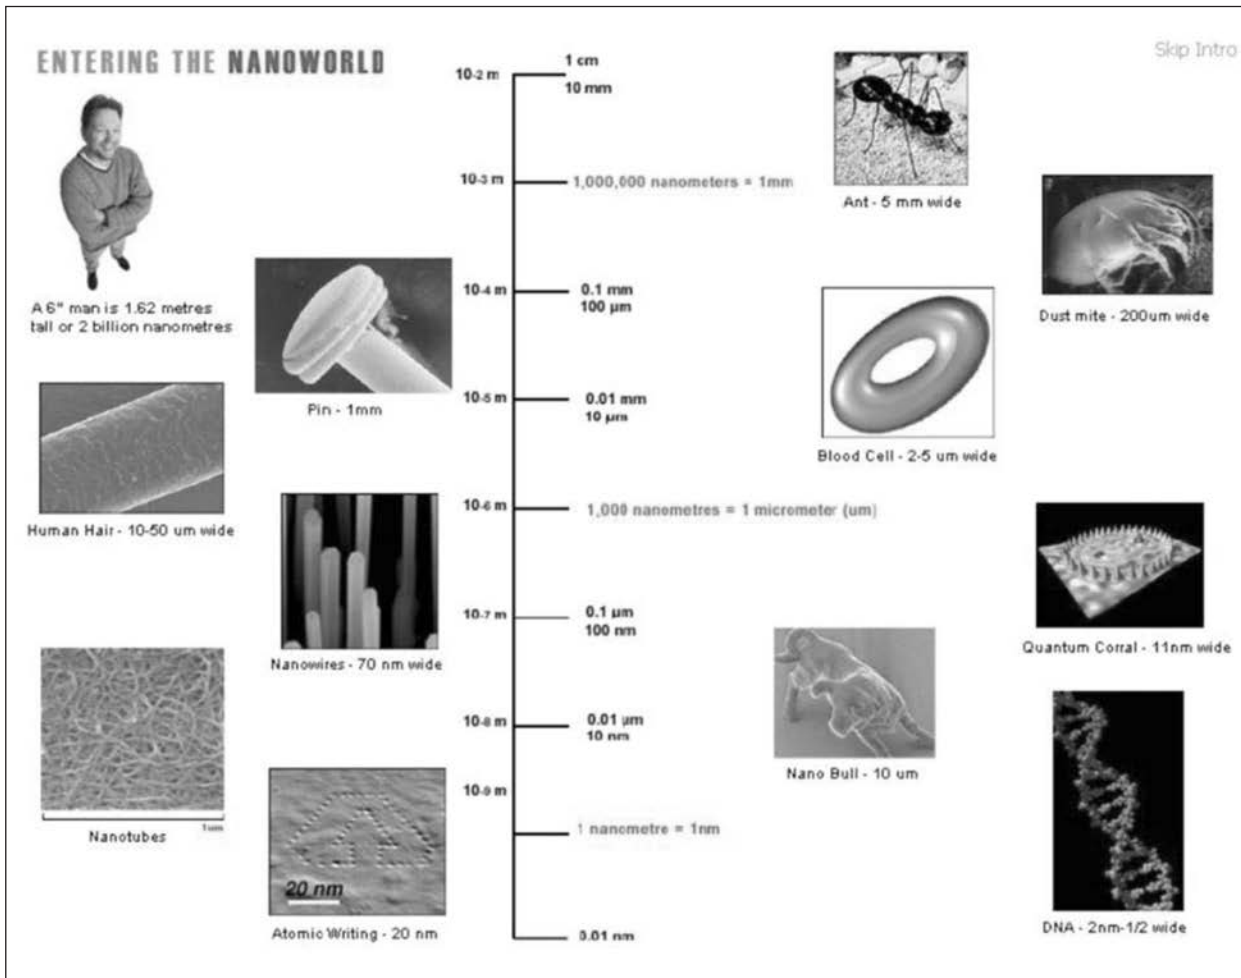 ENTERING THE NANOWORLD
Skip Intro
A 6" man is 1.62 metres
tall or 2 billion nanometres
Pin - 1mm
Human Hair - 10-50 um wide
Nanowires - 70 nm wide
1um
Nanotubes
20 nm
Atomic Writing - 20 nm
10-2 m
1 cm
10 mm
10-3 m
1,000,000 nanometers = 1mm
10-4 m
0.1 mm
100 µm
10-5 m
0.01 mm
10 µm
10-6 m
1,000 nanometres = 1 micrometer (um)
10-7 m
0.1 µm
100 nm
10-8 m
0.01 µm
10 nm
10-9 m
1 nanometre = 1nm
0.01 nm
Ant - 5 mm wide
Dust mite - 200um wide
Blood Cell - 2-5 um wide
Quantum Corral - 11nm wide
Nano Bull - 10 um
DNA - 2nm-1/2 wide